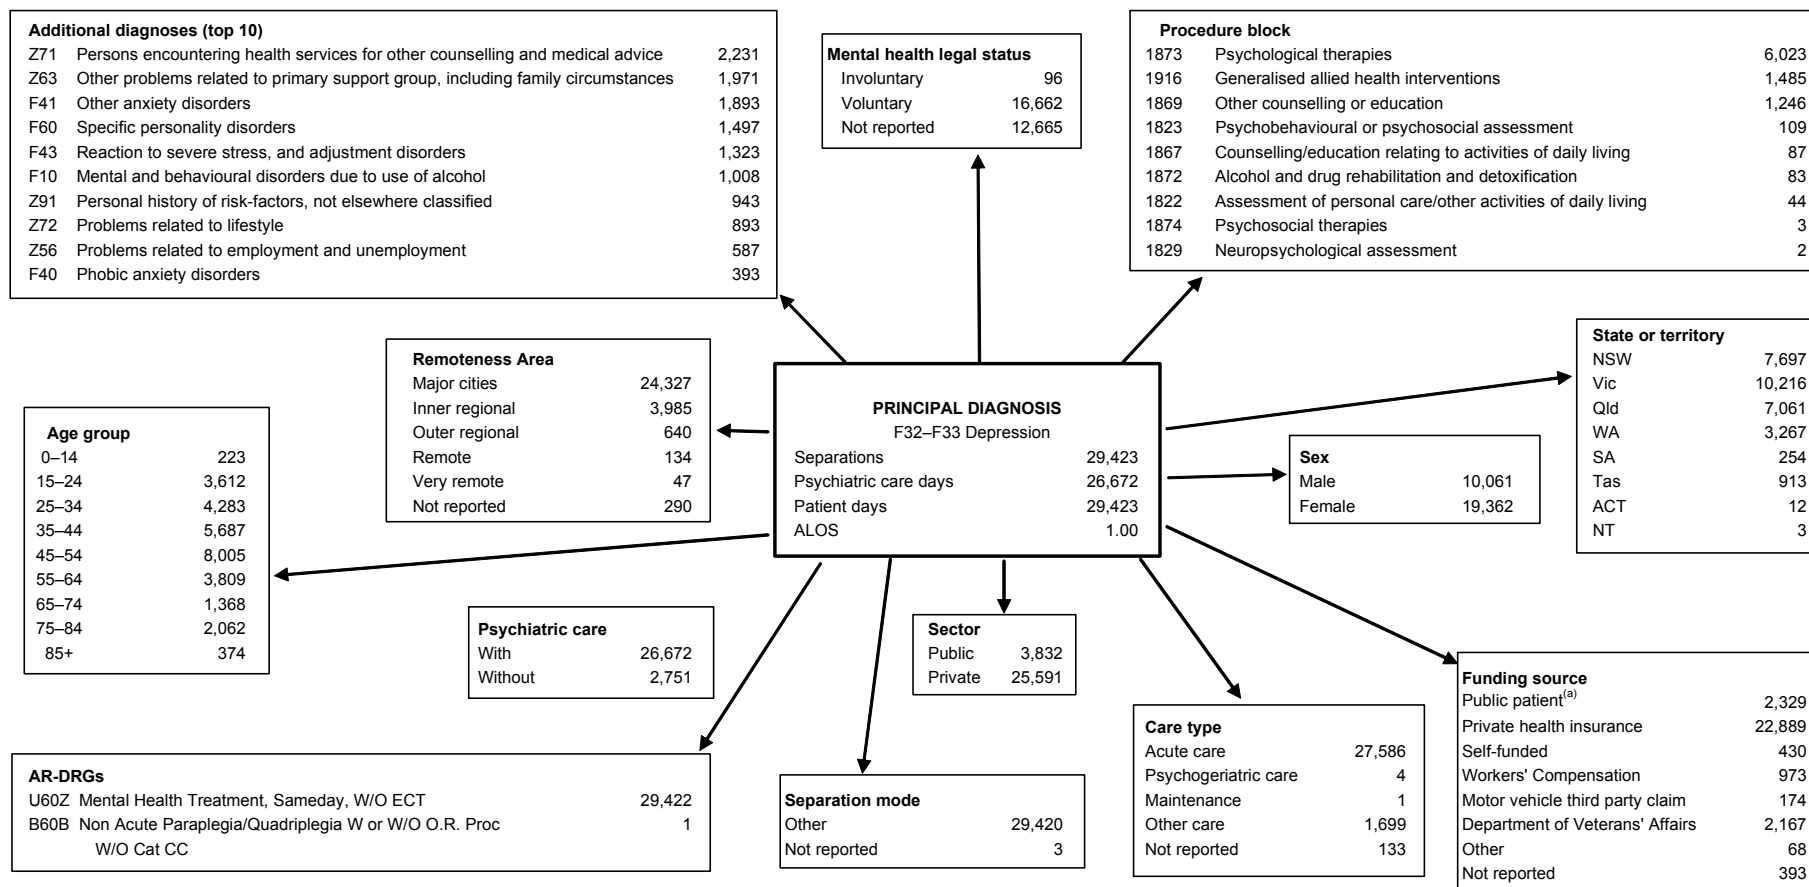 Additional diagnoses (top 10)
Z71 Persons encountering health services for other counselling and medical advice 2,231
Z63 Other problems related to primary support group, including family circumstances 1,971
F41 Other anxiety disorders 1,893
F60 Specific personality disorders 1,497
F43 Reaction to severe stress, and adjustment disorders 1,323
F10 Mental and behavioural disorders due to use of alcohol 1,008
Z91 Personal history of risk-factors, not elsewhere classified 943
Z72 Problems related to lifestyle 893
Z56 Problems related to employment and unemployment 587
F40 Phobic anxiety disorders 393
Mental health legal status
Involuntary 96
Voluntary 16,662
Not reported 12,665
Procedure block
1873 Psychological therapies 6,023
1916 Generalised allied health interventions 1,485
1869 Other counselling or education 1,246
1823 Psychobehavioural or psychosocial assessment 109
1867 Counselling/education relating to activities of daily living 87
1872 Alcohol and drug rehabilitation and detoxification 83
1822 Assessment of personal care/other activities of daily living 44
1874 Psychosocial therapies 3
1829 Neuropsychological assessment 2
Remoteness Area
Major cities 24,327
Inner regional 3,985
Outer regional 640
Remote 134
Very remote 47
Not reported 290
PRINCIPAL DIAGNOSIS
F32–F33 Depression
Separations 29,423
Psychiatric care days 26,672
Patient days 29,423
ALOS 1.00
State or territory
NSW 7,697
Vic 10,216
Qld 7,061
WA 3,267
SA 254
Tas 913
ACT 12
NT 3
Age group
0–14 223
15–24 3,612
25–34 4,283
35–44 5,687
45–54 8,005
55–64 3,809
65–74 1,368
75–84 2,062
85+ 374
Sex
Male 10,061
Female 19,362
Psychiatric care
With 26,672
Without 2,751
Sector
Public 3,832
Private 25,591
Funding source
Public patient(a) 2,329
Private health insurance 22,889
Self-funded 430
Workers' Compensation 973
Motor vehicle third party claim 174
Department of Veterans' Affairs 2,167
Other 68
Not reported 393
AR-DRGs
U60Z Mental Health Treatment, Sameday, W/O ECT 29,422
B60B Non Acute Paraplegia/Quadriplegia W or W/O O.R. Proc 1
W/O Cat CC
Separation mode
Other 29,420
Not reported 3
Care type
Acute care 27,586
Psychogeriatric care 4
Maintenance 1
Other care 1,699
Not reported 133